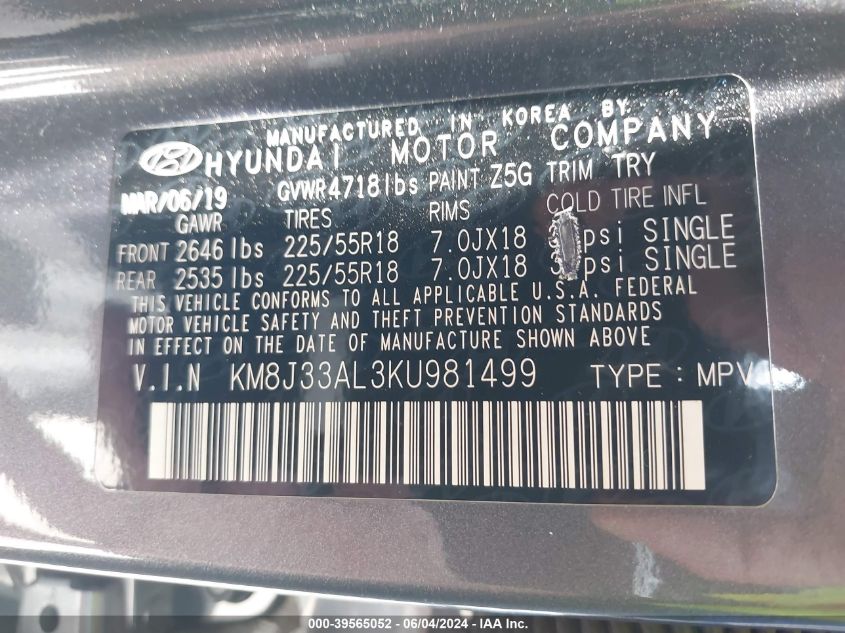 MANUFACTURED IN KOREA BY
HYUNDAI MOTOR COMPANY
MAR/06/19 GVWR4718lbs PAINT Z5G TRIM TRY
GAWR TIRES RIMS COLD TIRE INFL
FRONT 2646 lbs 225/55R18 7.0JX18 psi SINGLE
REAR 2535 lbs 225/55R18 7.0JX18 psi SINGLE
THIS VEHICLE CONFORMS TO ALL APPLICABLE U.S.A. FEDERAL
MOTOR VEHICLE SAFETY AND THEFT PREVENTION STANDARDS
IN EFFECT ON THE DATE OF MANUFACTURE SHOWN ABOVE
V.I.N KM8J33AL3KU981499 TYPE : MPV
000-39565052 - 06/04/2024 - IAA Inc.